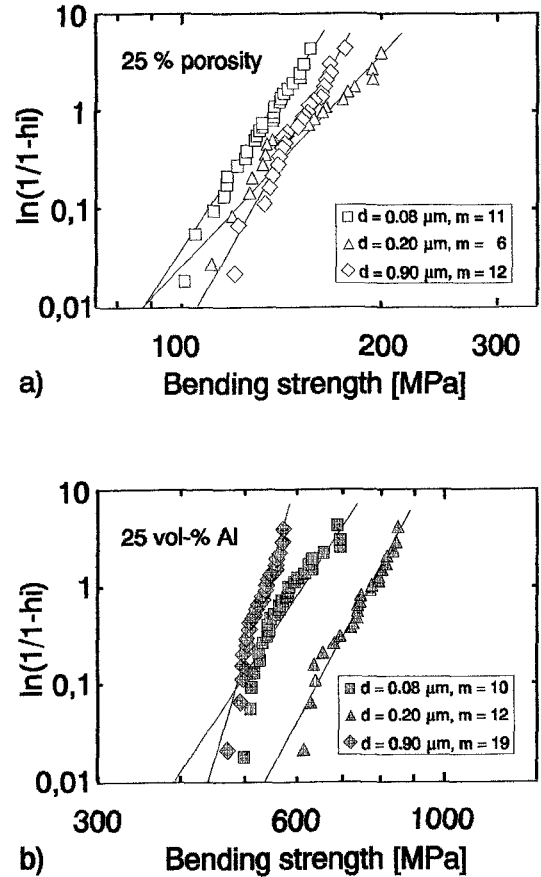 10
25 % porosity
1
ln(1/1-hi)
0,1
□ d = 0.08 µm, m = 11
△ d = 0.20 µm, m = 6
◇ d = 0.90 µm, m = 12
0,01
100 200 300
a) Bending strength [MPa]
10
25 vol-% Al
1
ln(1/1-hi)
0,1
d = 0.08 µm, m = 10
d = 0.20 µm, m = 12
d = 0.90 µm, m = 19
0,01
300 600 1000
b) Bending strength [MPa]